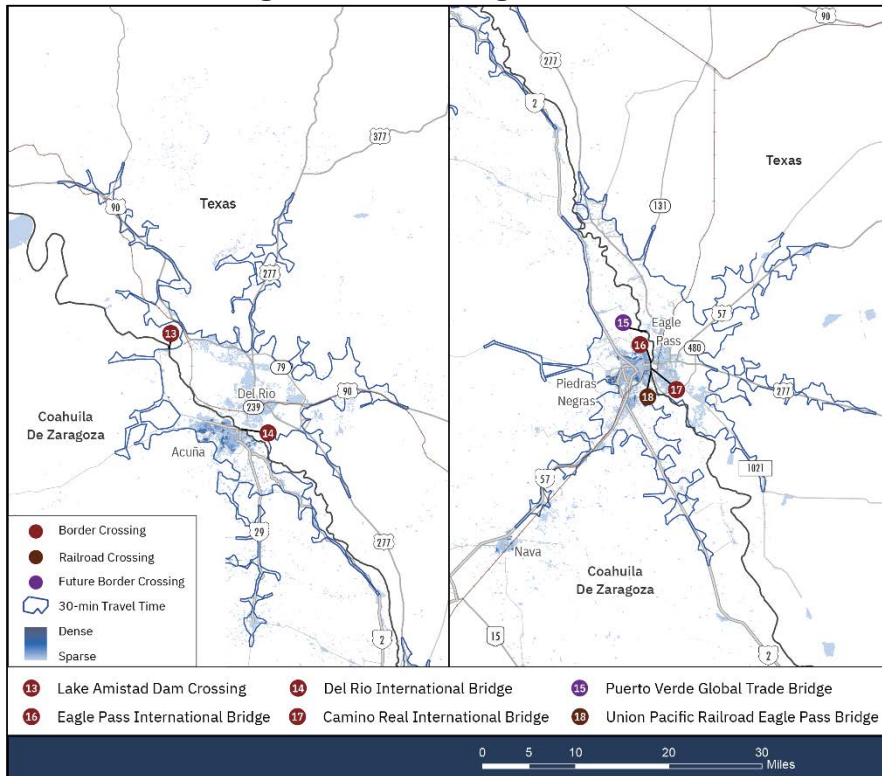 90
377
Texas
277
13
79
Del Rio
239
90
Coahuila
De Zaragoza
14
Acuña
29
277
2
Border Crossing
Railroad Crossing
Future Border Crossing
30-min Travel Time
Dense
Sparse
90
277
2
Texas
131
57
15
Eagle
Pass
16
480
Piedras
Negras
17
18
277
57
1021
Nava
Coahuila
De Zaragoza
15
2
13 Lake Amistad Dam Crossing
14 Del Rio International Bridge
15 Puerto Verde Global Trade Bridge
16 Eagle Pass International Bridge
17 Camino Real International Bridge
18 Union Pacific Railroad Eagle Pass Bridge
0 5 10 20 30
Miles